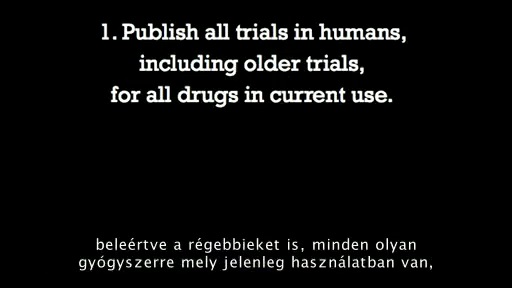 1. Publish all trials in humans,
including older trials,
for all drugs in current use.
beleértve a régebbieket is, minden olyan
gyógyszerre mely jelenleg használatban van,